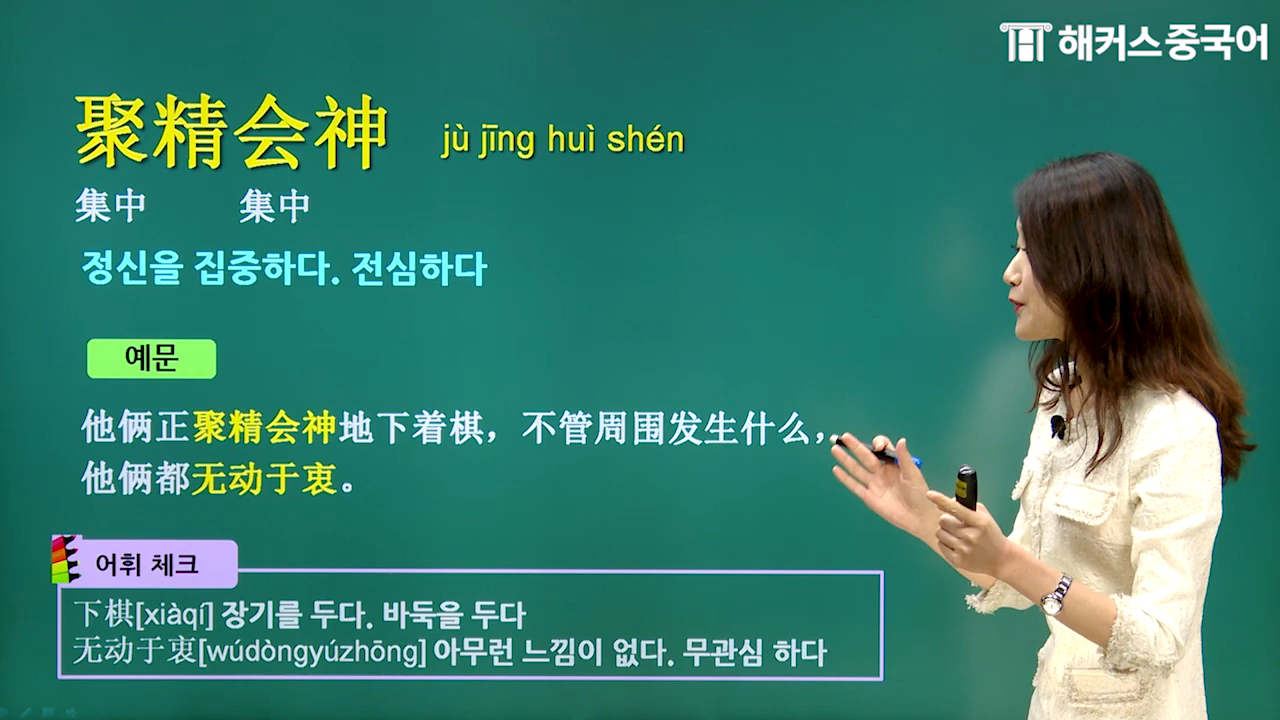 해커스중국어
聚精会神 jù jīng huì shén
集中 集中
정신을 집중하다. 전심하다
예문
他俩正聚精会神地下着棋，不管周围发生什么，
他俩都无动于衷。
어휘 체크
下棋[xiàqí] 장기를 두다. 바둑을 두다
无动于衷[wúdòngyúzhōng] 아무런 느낌이 없다. 무관심 하다